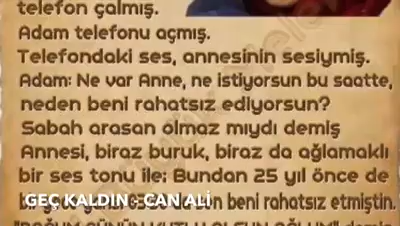 telefon çalmış.
Adam telefonu açmış.
Telefondaki ses, annesinin sesiymiş.
Adam: Ne var Anne, ne istiyorsun bu saatte,
neden beni rahatsız ediyorsun?
Sabah arasan olmaz mıydı demiş
Annesi, biraz buruk, biraz da ağlamaklı
bir ses tonu ile: Bundan 25 yıl önce de
sen beni rahatsız etmiştin.
GEÇ KALDIN - CAN ALİ